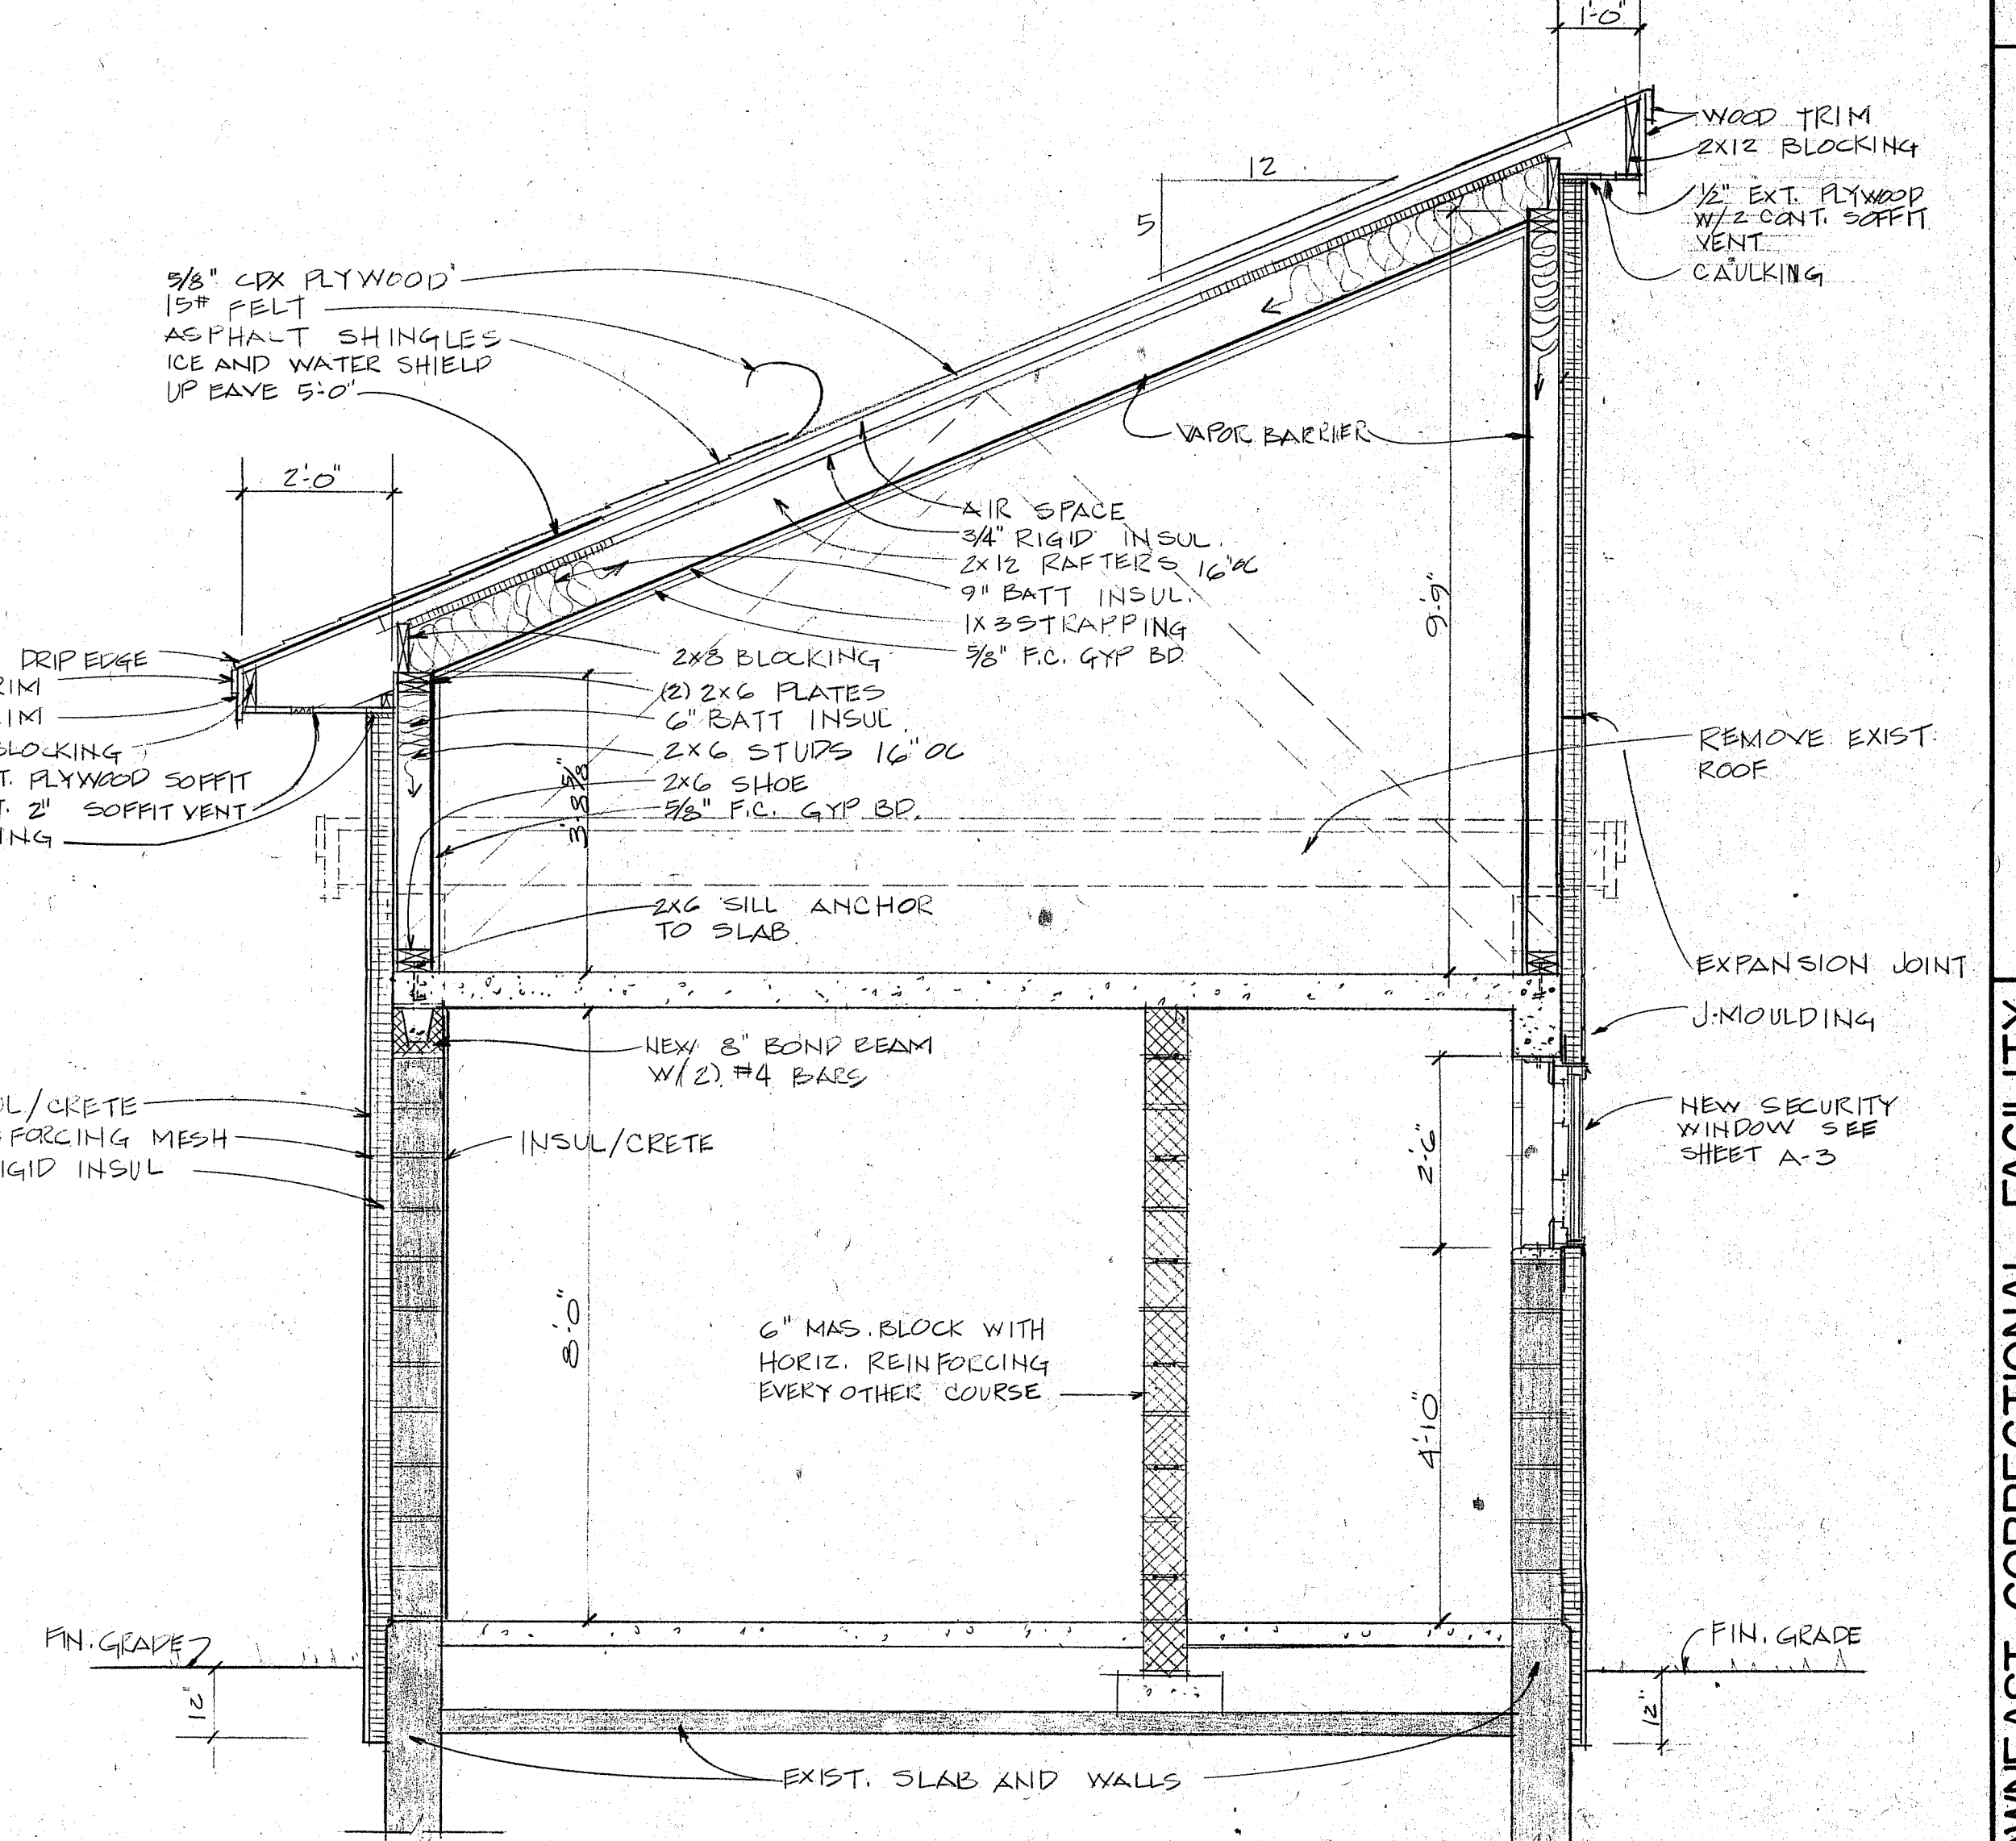 1'-0"
WOOD TRIM
2X12 BLOCKING
1/2" EXT. PLYWOOD
W/2 CONT. SOFFIT
VENT
CAULKING
12
5
5/8" CDX PLYWOOD
15# FELT
ASPHALT SHINGLES
ICE AND WATER SHIELD
UP EAVE 5'-0"
2'-0"
VAPOR BARRIER
AIR SPACE
3/4" RIGID INSUL.
2X12 RAFTERS 16"OC
9" BATT INSUL.
1X3 STRAPPING
5/8" F.C. GYP BD.
9'-9"
2X8 BLOCKING
(2) 2X6 PLATES
6" BATT INSUL.
2X6 STUDS 16"OC
2X6 SHOE
5/8" F.C. GYP BD.
3'-8 5/8"
DRIP EDGE
RIM
IM
BLOCKING
T. PLYWOOD SOFFIT
T. 2" SOFFIT VENT
ING
REMOVE EXIST.
ROOF
2X6 SILL ANCHOR
TO SLAB
EXPANSION JOINT
J-MOULDING
NEW 8" BOND BEAM
W/(2) #4 BARS
NEW SECURITY
WINDOW SEE
SHEET A-3
UL/CRETE
FORCING MESH
IGID INSUL
INSUL/CRETE
2'-6"
8'-0"
6" MAS. BLOCK WITH
HORIZ. REINFORCING
EVERY OTHER COURSE
4'-10"
FIN. GRADE
12"
FIN. GRADE
12"
EXIST. SLAB AND WALLS
CORRECTIONAL FACILITY